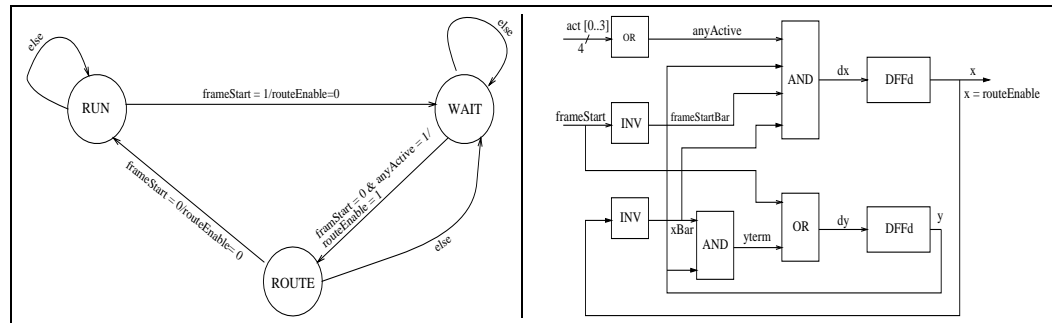 else
else
RUN
WAIT
frameStart = 1/routeEnable=0
frameStart = 0/routeEnable= 0
framStart = 0 & anyActive = 1/
routeEnable = 1
else
ROUTE
act [0..3]
4
OR
anyActive
AND
dx
DFFd
x
x = routeEnable
frameStart
INV
frameStartBar
INV
xBar
AND
yterm
OR
dy
DFFd
y